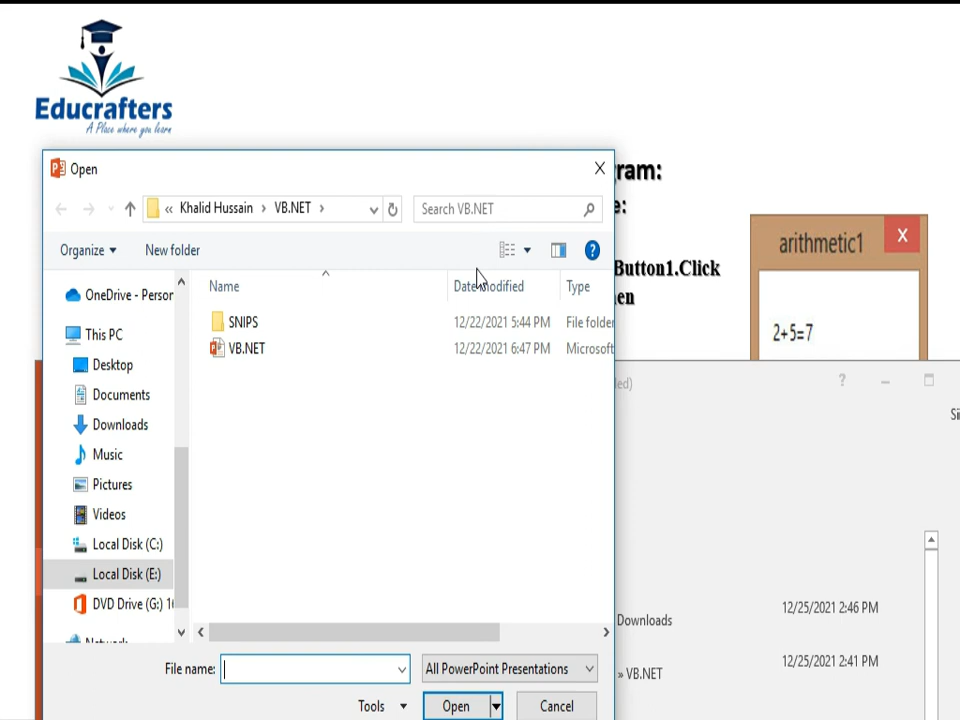 Educrafters
A Place where you learn
Open
gram:
e:
« Khalid Hussain › VB.NET ›
Search VB.NET
arithmetic1
Organize
New folder
Button1.Click
Name
Date modified
Type
OneDrive - Person
SNIPS
12/22/2021 5:44 PM
File folder
This PC
VB.NET
12/22/2021 6:47 PM
Microsoft
2+5=7
Desktop
Documents
Downloads
Music
Pictures
Videos
Local Disk (C:)
Local Disk (E:)
DVD Drive (G:) 1
Network
12/25/2021 2:46 PM
Downloads
12/25/2021 2:41 PM
» VB.NET
File name:
All PowerPoint Presentations
Tools
Open
Cancel